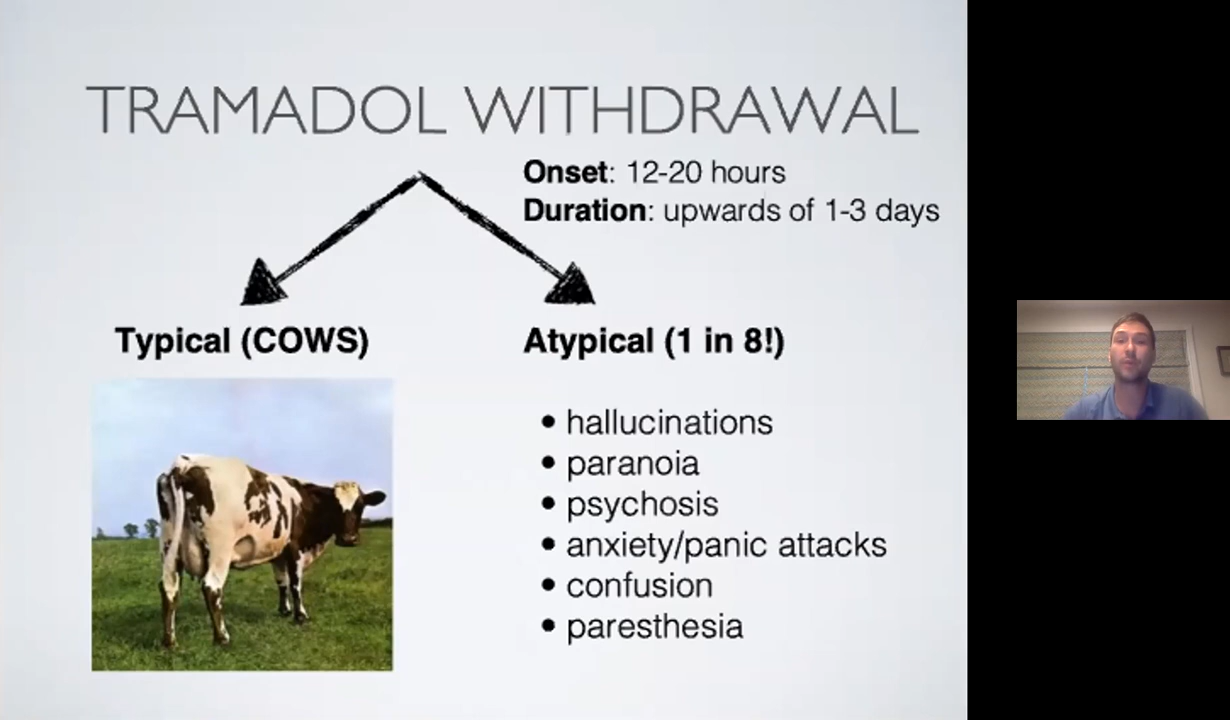 TRAMADOL WITHDRAWAL
Onset: 12-20 hours
Duration: upwards of 1-3 days
Typical (COWS)
Atypical (1 in 8!)
• hallucinations
• paranoia
• psychosis
• anxiety/panic attacks
• confusion
• paresthesia